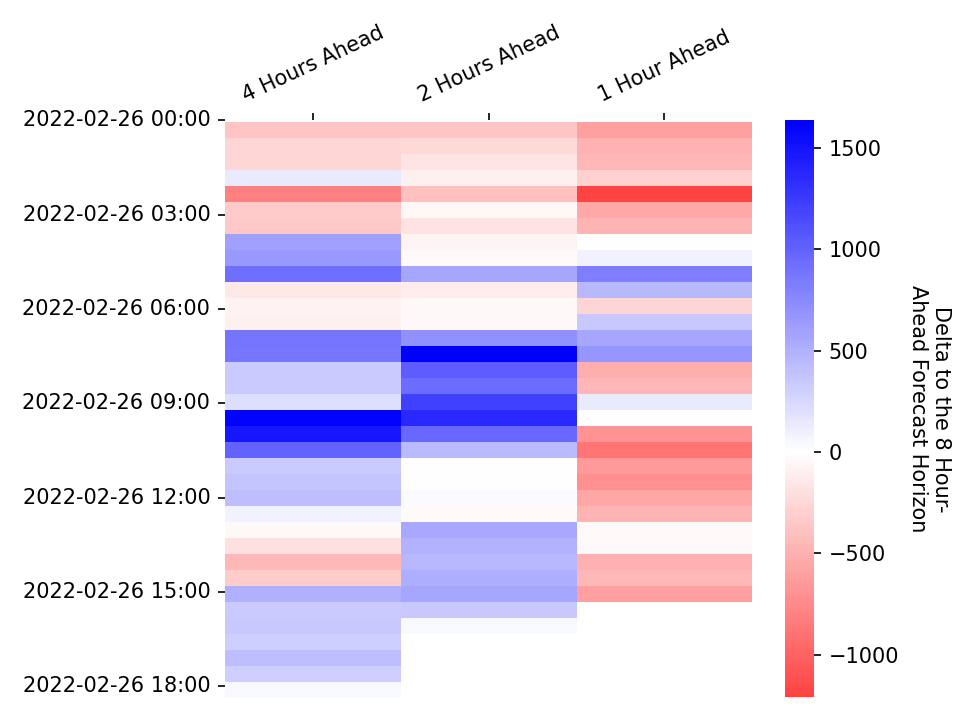 4 Hours Ahead
2 Hours Ahead
1 Hour Ahead
2022-02-26 00:00
2022-02-26 03:00
2022-02-26 06:00
2022-02-26 09:00
2022-02-26 12:00
2022-02-26 15:00
2022-02-26 18:00
1500
1000
500
0
−500
−1000
Delta to the 8 Hour-
Ahead Forecast Horizon